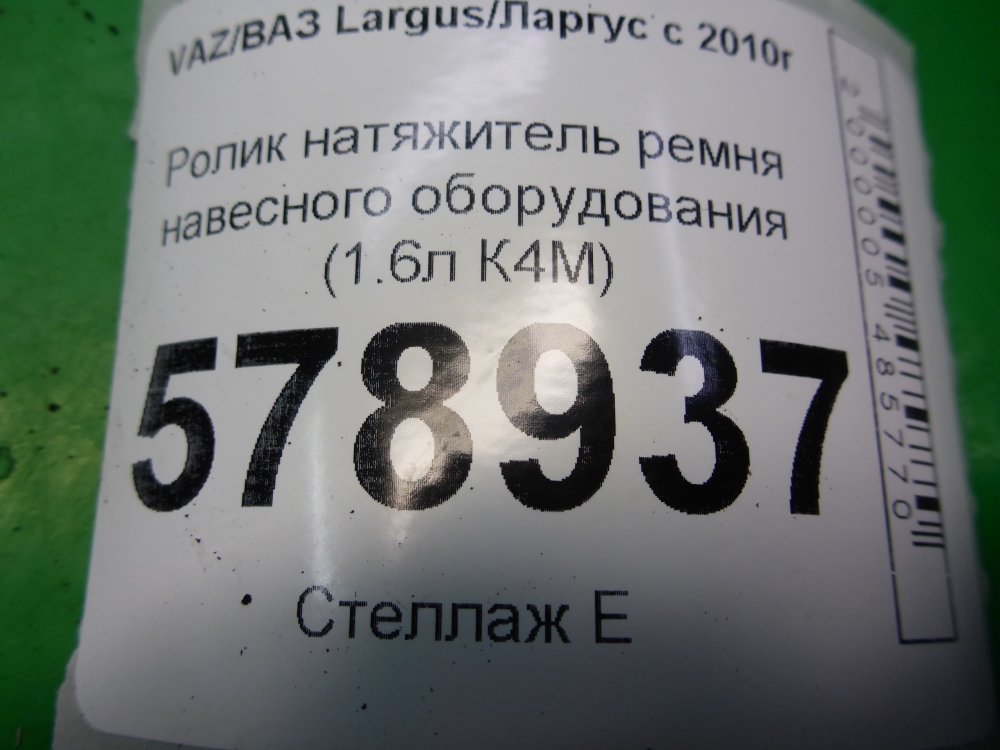 VAZ/ВАЗ Largus/Ларгус с 2010г
Ролик натяжитель ремня
навесного оборудования
(1.6л К4М)
578937
Стеллаж Е
2000005485770